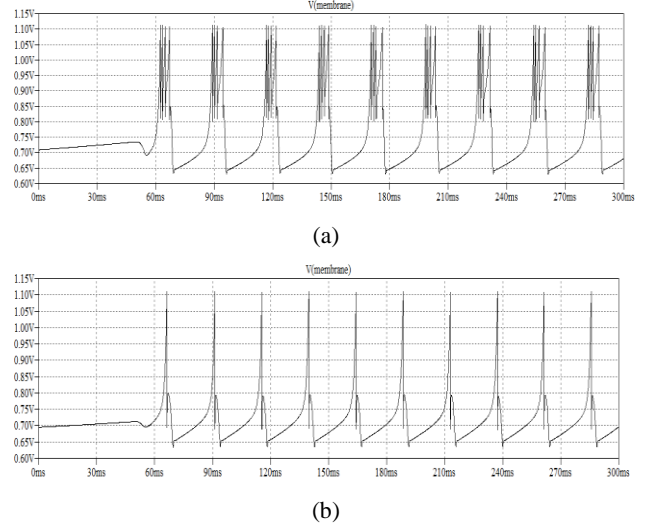 V(membrane)
1.15V
1.10V
1.05V
1.00V
0.95V
0.90V
0.85V
0.80V
0.75V
0.70V
0.65V
0.60V
0ms 30ms 60ms 90ms 120ms 150ms 180ms 210ms 240ms 270ms 300ms
(a)
V(membrane)
1.15V
1.10V
1.05V
1.00V
0.95V
0.90V
0.85V
0.80V
0.75V
0.70V
0.65V
0.60V
0ms 30ms 60ms 90ms 120ms 150ms 180ms 210ms 240ms 270ms 300ms
(b)